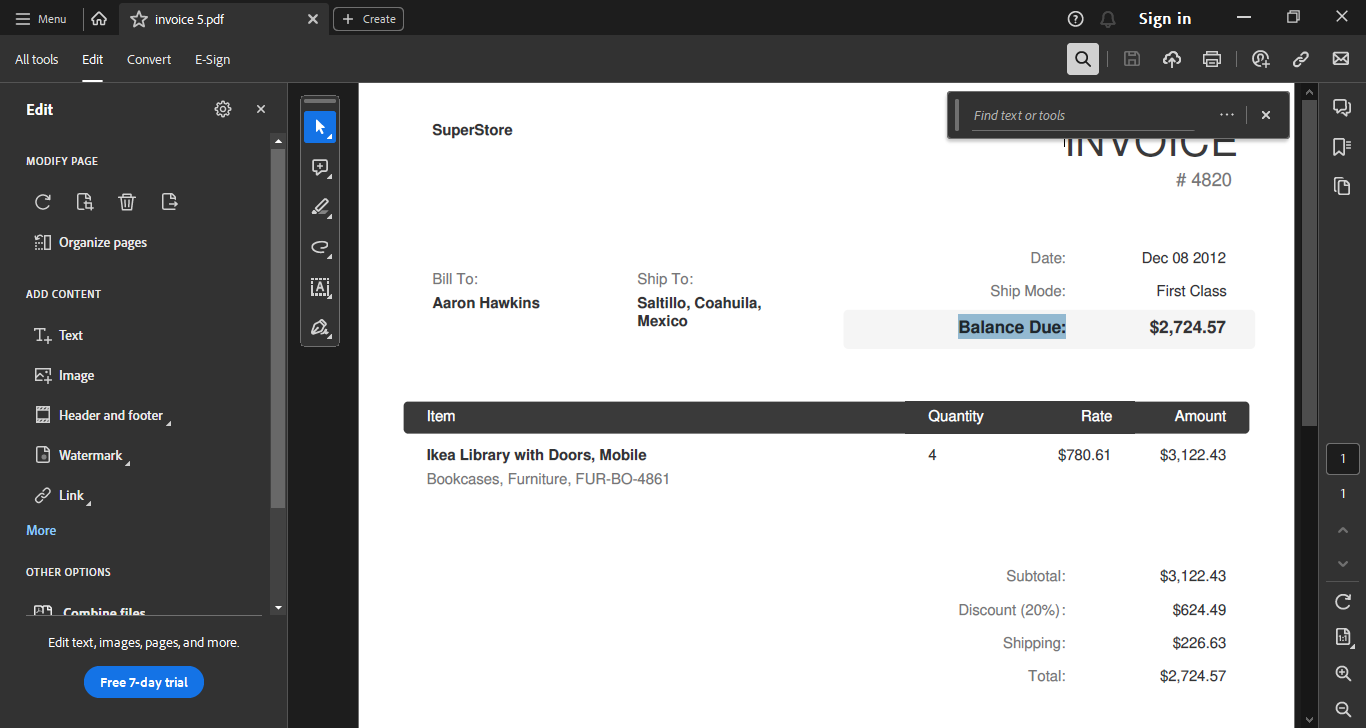 Menu
invoice 5.pdf
Create
Sign in
All tools
Edit
Convert
E-Sign
Edit
MODIFY PAGE
Organize pages
ADD CONTENT
Text
Image
Header and footer
Watermark
Link
More
OTHER OPTIONS
Combine files
Edit text, images, pages, and more.
Free 7-day trial
Find text or tools
SuperStore
INVOICE
# 4820
Date: Dec 08 2012
Ship Mode: First Class
Balance Due: $2,724.57
Bill To:
Aaron Hawkins
Ship To:
Saltillo, Coahuila,
Mexico
Item Quantity Rate Amount
Ikea Library with Doors, Mobile 4 $780.61 $3,122.43
Bookcases, Furniture, FUR-BO-4861
Subtotal: $3,122.43
Discount (20%): $624.49
Shipping: $226.63
Total: $2,724.57
1
1